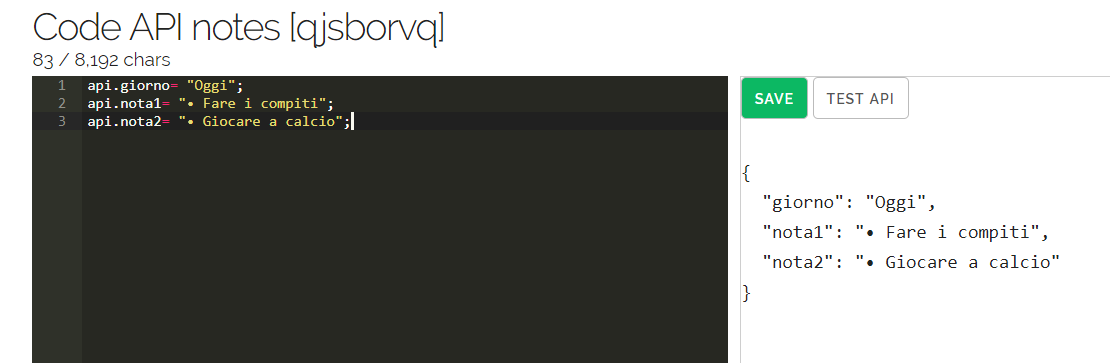 Code API notes [qjsborvq]
83 / 8,192 chars
1 api.giorno= "Oggi";
2 api.nota1= "• Fare i compiti";
3 api.nota2= "• Giocare a calcio";
SAVE TEST API
{
"giorno": "Oggi",
"nota1": "• Fare i compiti",
"nota2": "• Giocare a calcio"
}